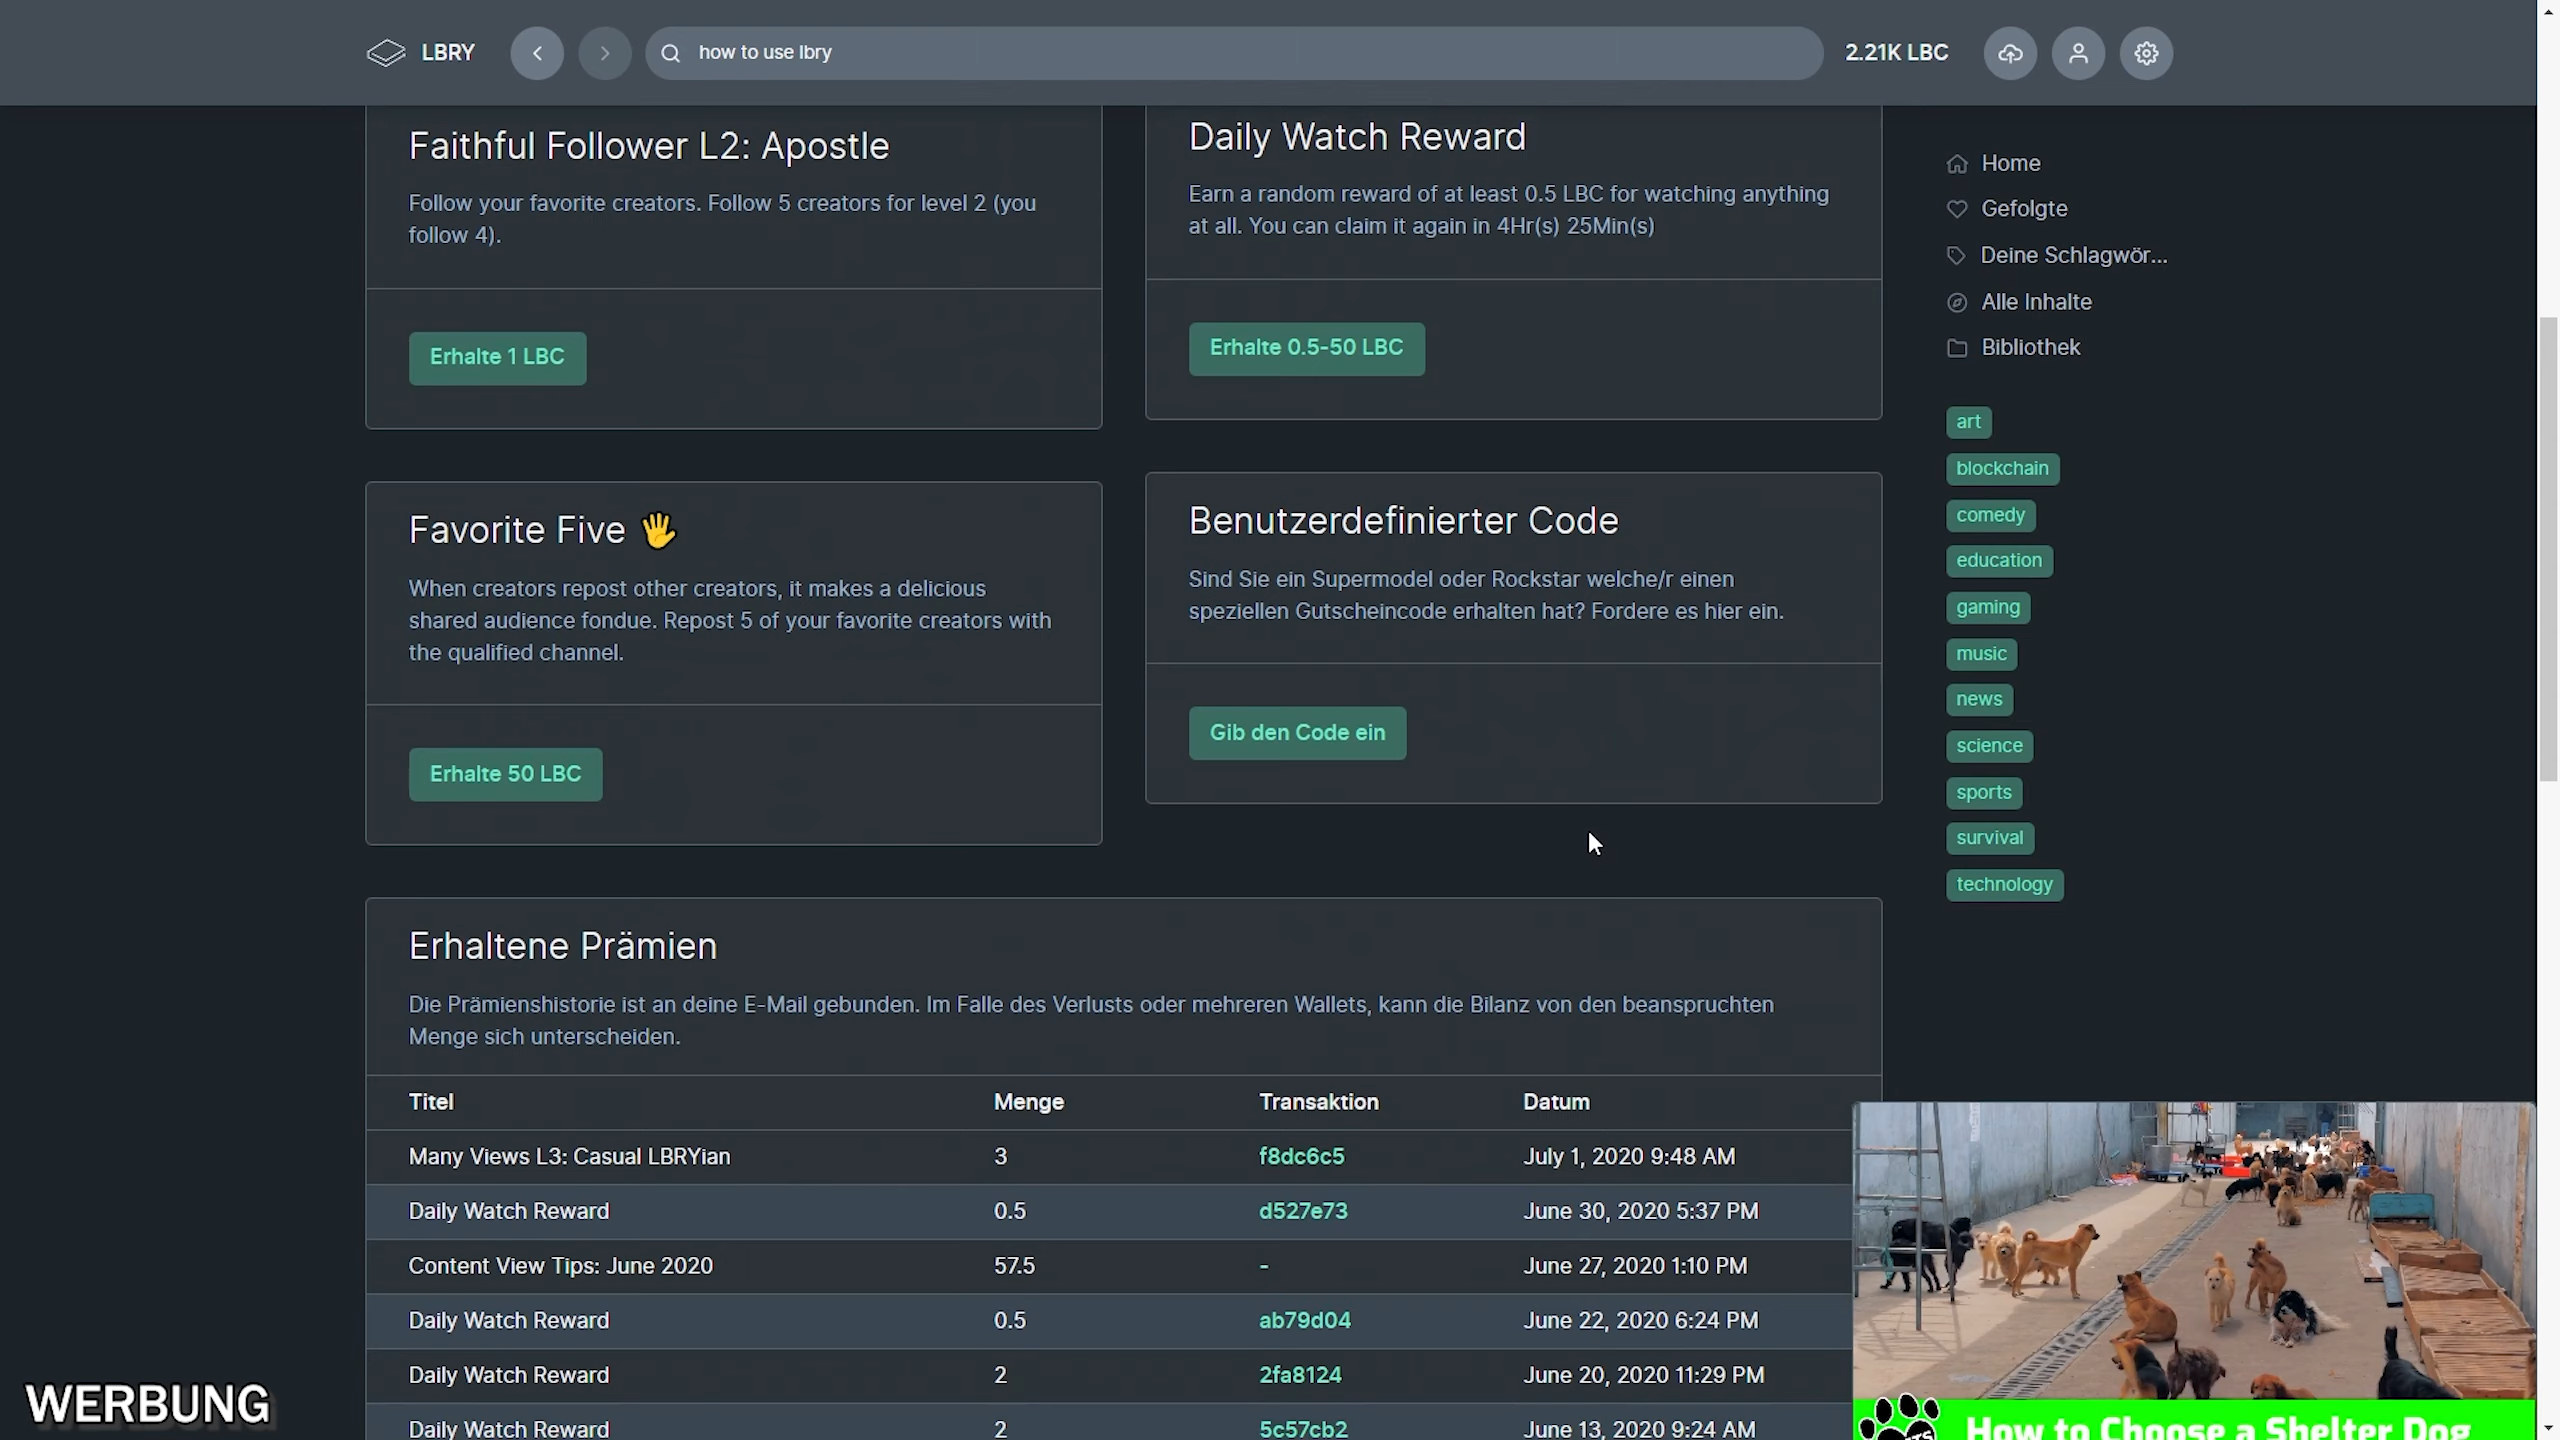 LBRY
how to use lbry
2.21K LBC
Faithful Follower L2: Apostle
Follow your favorite creators. Follow 5 creators for level 2 (you
follow 4).
Erhalte 1 LBC
Daily Watch Reward
Earn a random reward of at least 0.5 LBC for watching anything
at all. You can claim it again in 4Hr(s) 25Min(s)
Erhalte 0.5-50 LBC
Favorite Five
When creators repost other creators, it makes a delicious
shared audience fondue. Repost 5 of your favorite creators with
the qualified channel.
Erhalte 50 LBC
Benutzerdefinierter Code
Sind Sie ein Supermodel oder Rockstar welche/r einen
speziellen Gutscheincode erhalten hat? Fordere es hier ein.
Gib den Code ein
Home
Gefolgte
Deine Schlagwör...
Alle Inhalte
Bibliothek
art
blockchain
comedy
education
gaming
music
news
science
sports
survival
technology
Erhaltene Prämien
Die Prämienshistorie ist an deine E-Mail gebunden. Im Falle des Verlusts oder mehreren Wallets, kann die Bilanz von den beanspruchten
Menge sich unterscheiden.
Titel Menge Transaktion Datum
Many Views L3: Casual LBRYian 3 f8dc6c5 July 1, 2020 9:48 AM
Daily Watch Reward 0.5 d527e73 June 30, 2020 5:37 PM
Content View Tips: June 2020 57.5 - June 27, 2020 1:10 PM
Daily Watch Reward 0.5 ab79d04 June 22, 2020 6:24 PM
Daily Watch Reward 2 2fa8124 June 20, 2020 11:29 PM
Daily Watch Reward 2 5c57cb2 June 13, 2020 9:24 AM
WERBUNG
How to Choose a Shelter Dog